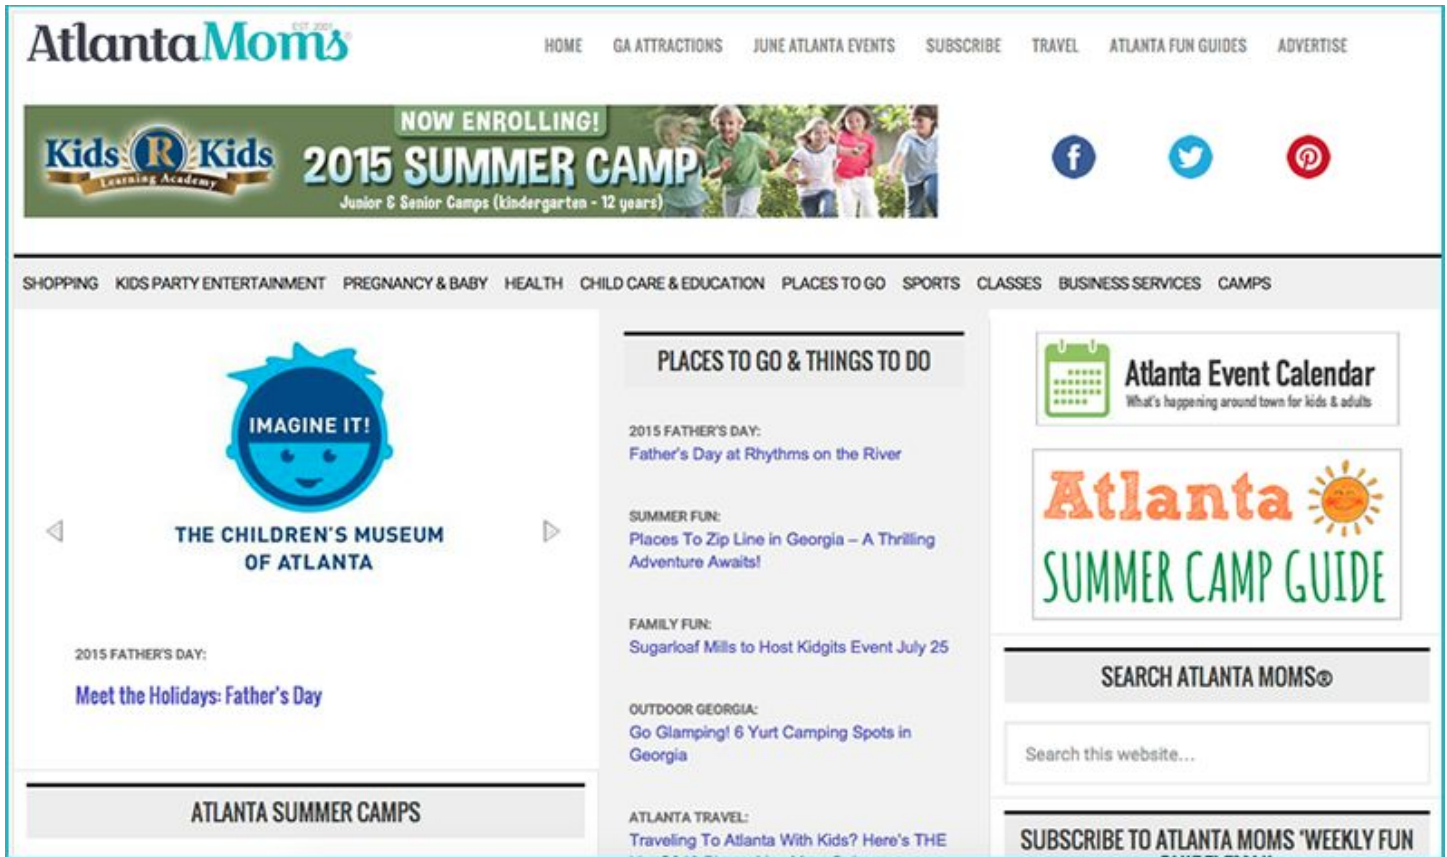 EST. 2001
AtlantaMoms®
HOME GA ATTRACTIONS JUNE ATLANTA EVENTS SUBSCRIBE TRAVEL ATLANTA FUN GUIDES ADVERTISE
Kids R Kids
Learning Academy
NOW ENROLLING!
2015 SUMMER CAMP
Junior & Senior Camps (kindergarten - 12 years)
SHOPPING KIDS PARTY ENTERTAINMENT PREGNANCY & BABY HEALTH CHILD CARE & EDUCATION PLACES TO GO SPORTS CLASSES BUSINESS SERVICES CAMPS
IMAGINE IT!
THE CHILDREN'S MUSEUM
OF ATLANTA
2015 FATHER'S DAY:
Meet the Holidays: Father's Day
ATLANTA SUMMER CAMPS
PLACES TO GO & THINGS TO DO
2015 FATHER'S DAY:
Father's Day at Rhythms on the River
SUMMER FUN:
Places To Zip Line in Georgia – A Thrilling
Adventure Awaits!
FAMILY FUN:
Sugarloaf Mills to Host Kidgits Event July 25
OUTDOOR GEORGIA:
Go Glamping! 6 Yurt Camping Spots in
Georgia
ATLANTA TRAVEL:
Traveling To Atlanta With Kids? Here's THE
Atlanta Event Calendar
What's happening around town for kids & adults
Atlanta
SUMMER CAMP GUIDE
SEARCH ATLANTA MOMS®
Search this website...
SUBSCRIBE TO ATLANTA MOMS "WEEKLY FUN